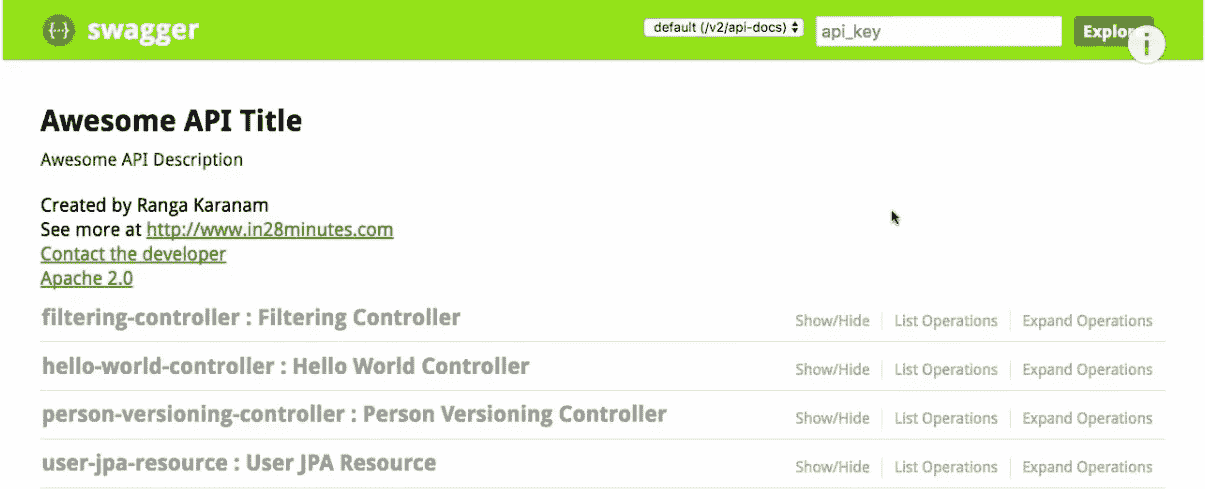 swagger
default (/v2/api-docs)
api_key
Explore
Awesome API Title
Awesome API Description
Created by Ranga Karanam
See more at http://www.in28minutes.com
Contact the developer
Apache 2.0
filtering-controller : Filtering Controller Show/Hide List Operations Expand Operations
hello-world-controller : Hello World Controller Show/Hide List Operations Expand Operations
person-versioning-controller : Person Versioning Controller Show/Hide List Operations Expand Operations
user-jpa-resource : User JPA Resource Show/Hide List Operations Expand Operations